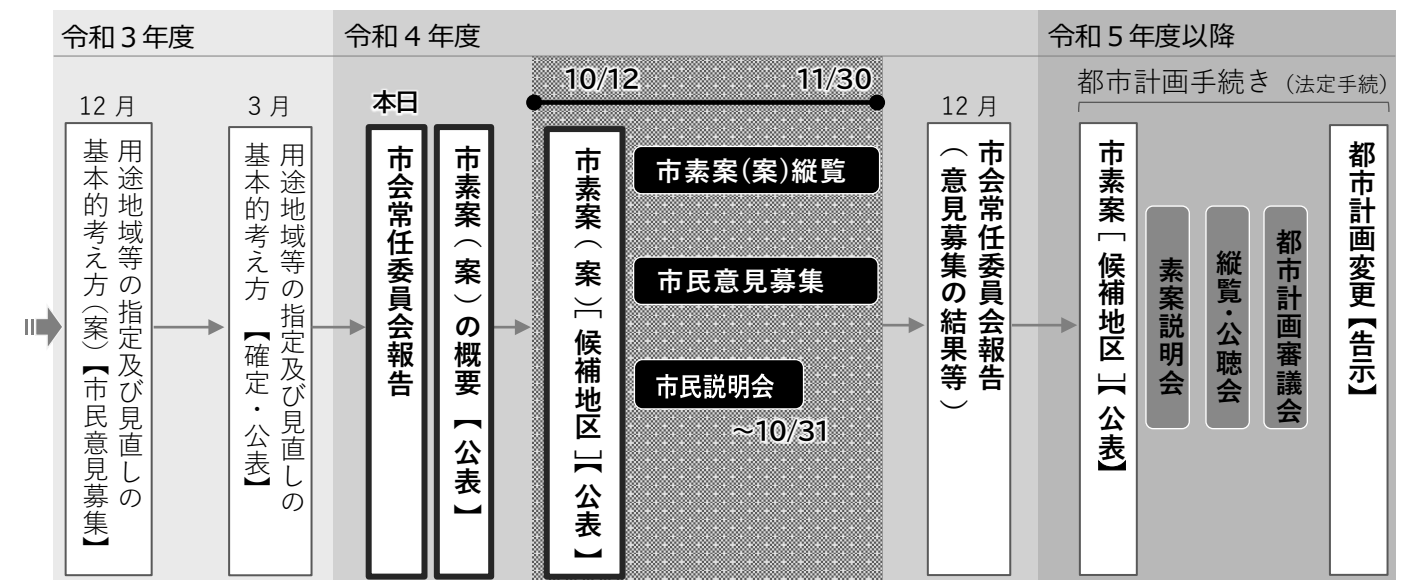 令和3年度
12月
用途地域等の指定及び見直しの
基本的考え方(案)【市民意見募集】
3月
用途地域等の指定及び見直しの
基本的考え方 【確定・公表】
令和4年度
本日
市会常任委員会報告
市素案(案)の概要 【公表】
10/12
11/30
市素案(案)[候補地区]【公表】
市素案(案)縦覧
市民意見募集
市民説明会
～10/31
12月
市会常任委員会報告
(意見募集の結果等)
令和5年度以降
都市計画手続き (法定手続)
市素案[候補地区]【公表】
素案説明会
縦覧・公聴会
都市計画審議会
都市計画変更【告示】